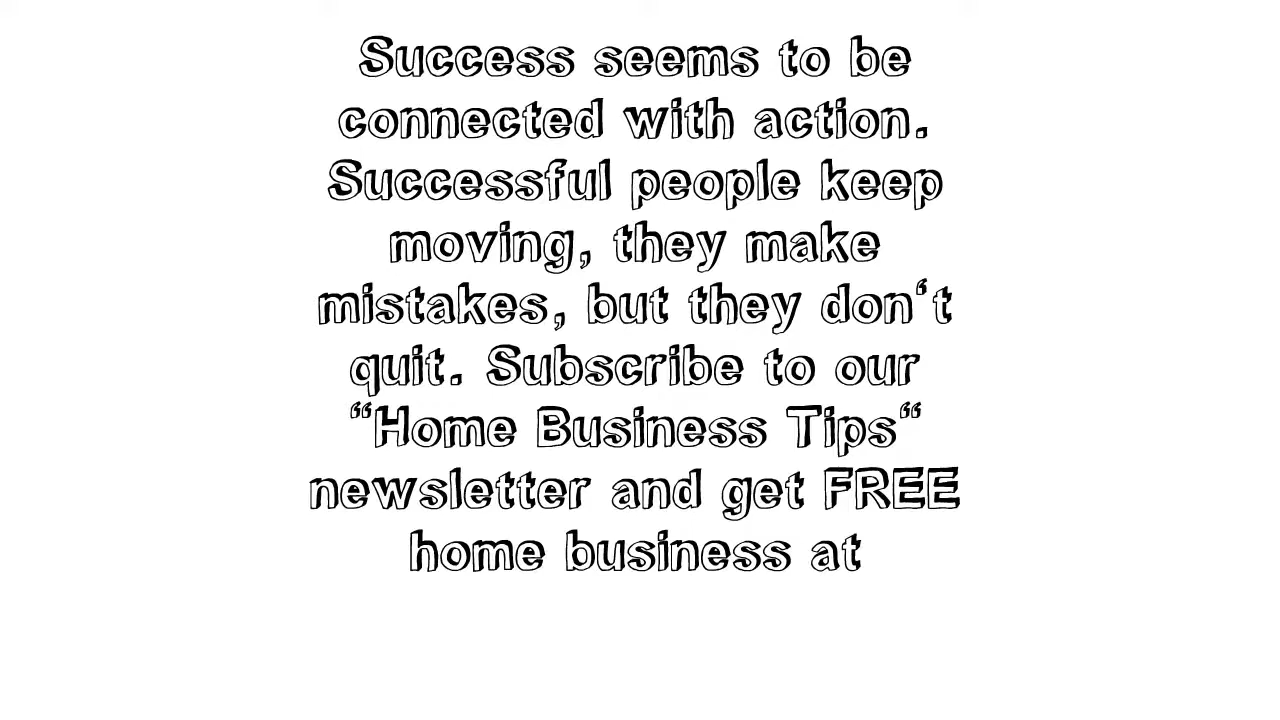 Success seems to be
connected with action.
Successful people keep
moving, they make
mistakes, but they don't
quit. Subscribe to our
"Home Business Tips"
newsletter and get FREE
home business at